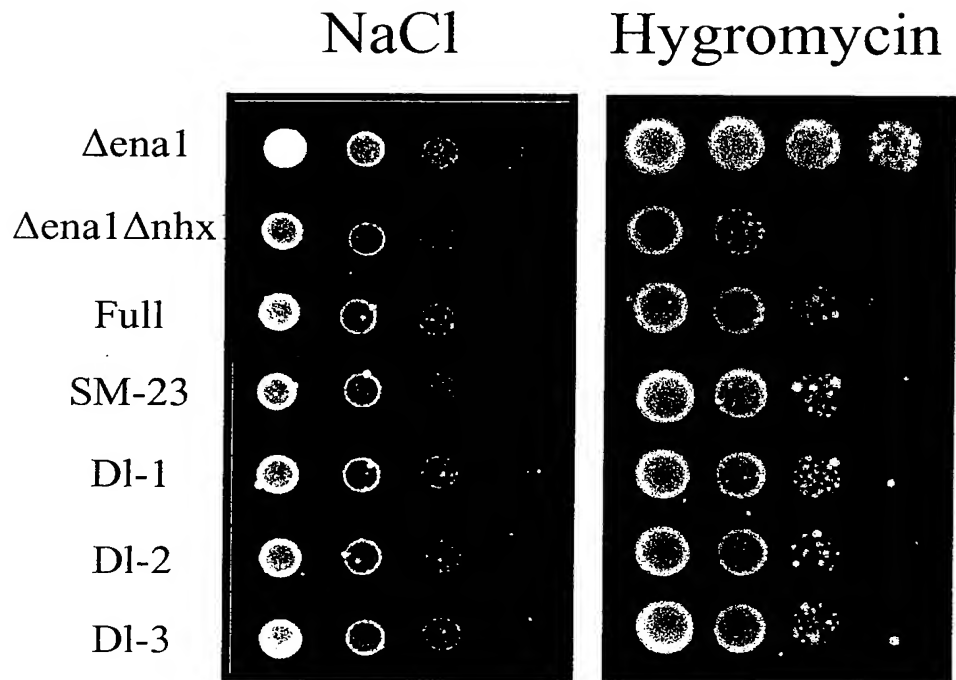 NaCl Hygromycin
Δena1
Δena1Δnhx1
Full
SM-23
Dl-1
Dl-2
Dl-3